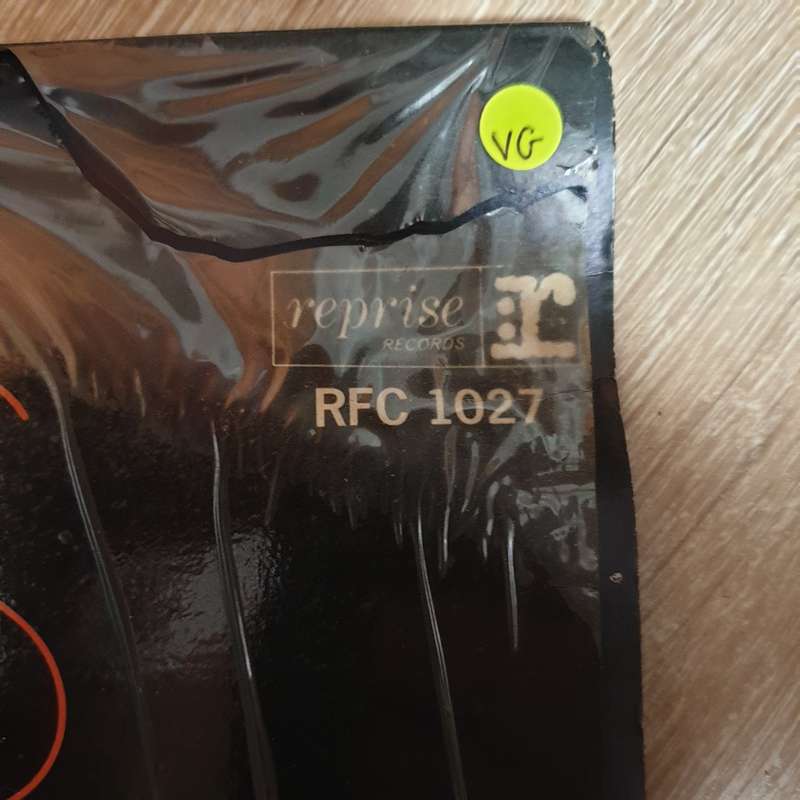 VG
reprise
RECORDS
r
RFC 1027